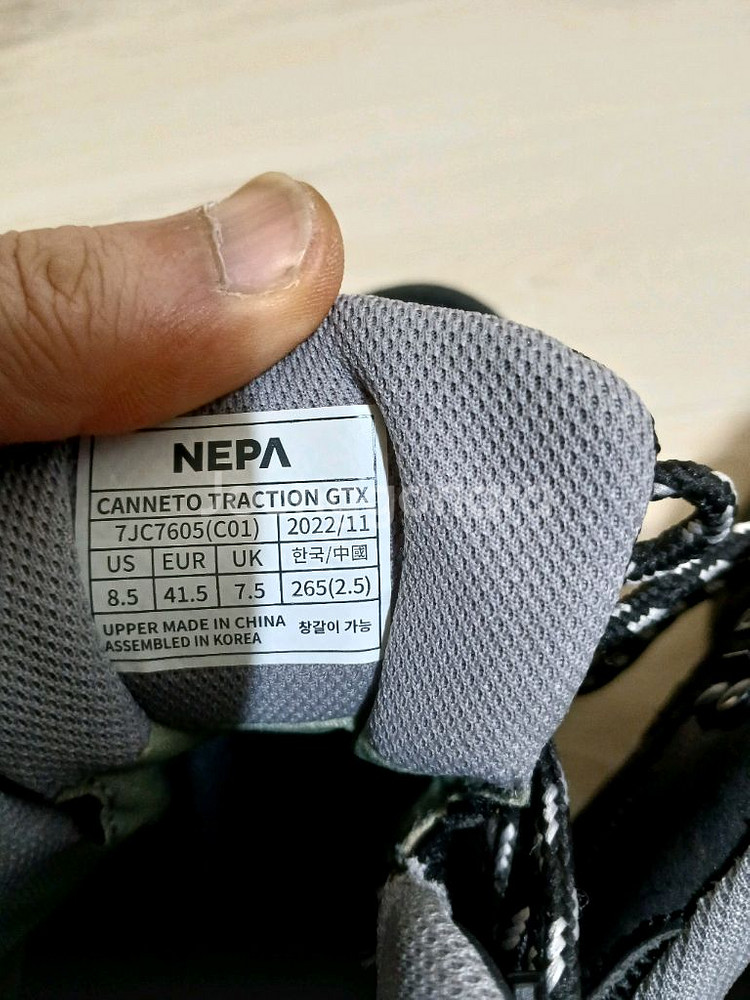 NEPA
CANNETO TRACTION GTX
7JC7605(C01) 2022/11
US EUR UK 한국/中國
8.5 41.5 7.5 265(2.5)
UPPER MADE IN CHINA 창갈이 가능
ASSEMBLED IN KOREA